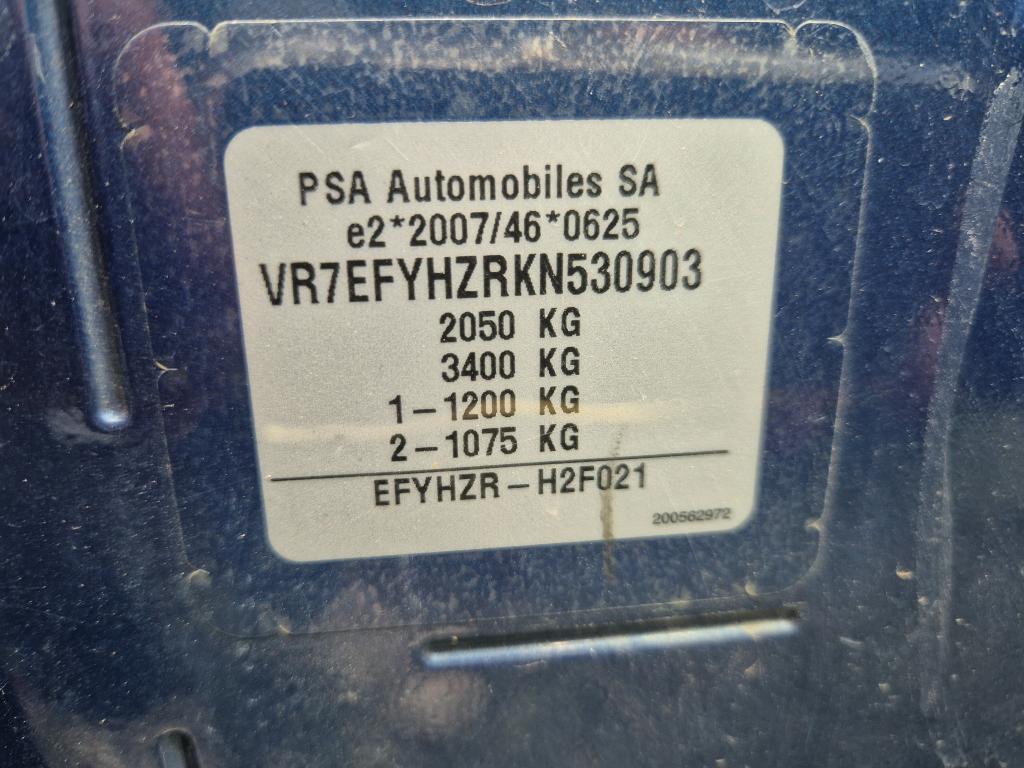 PSA Automobiles SA
e2*2007/46*0625
VR7EFYHZRKN530903
2050 KG
3400 KG
1-1200 KG
2-1075 KG
EFYHZR-H2F021
200562972